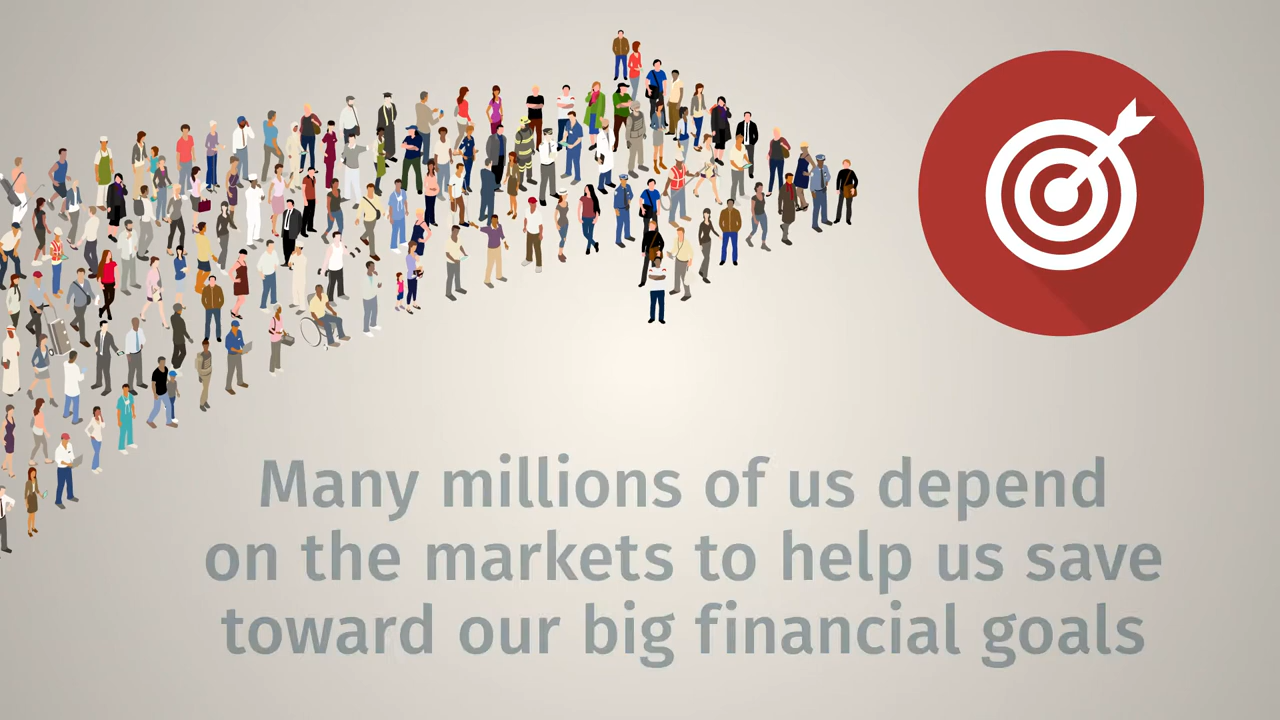 Many millions of us depend
on the markets to help us save
toward our big financial goals